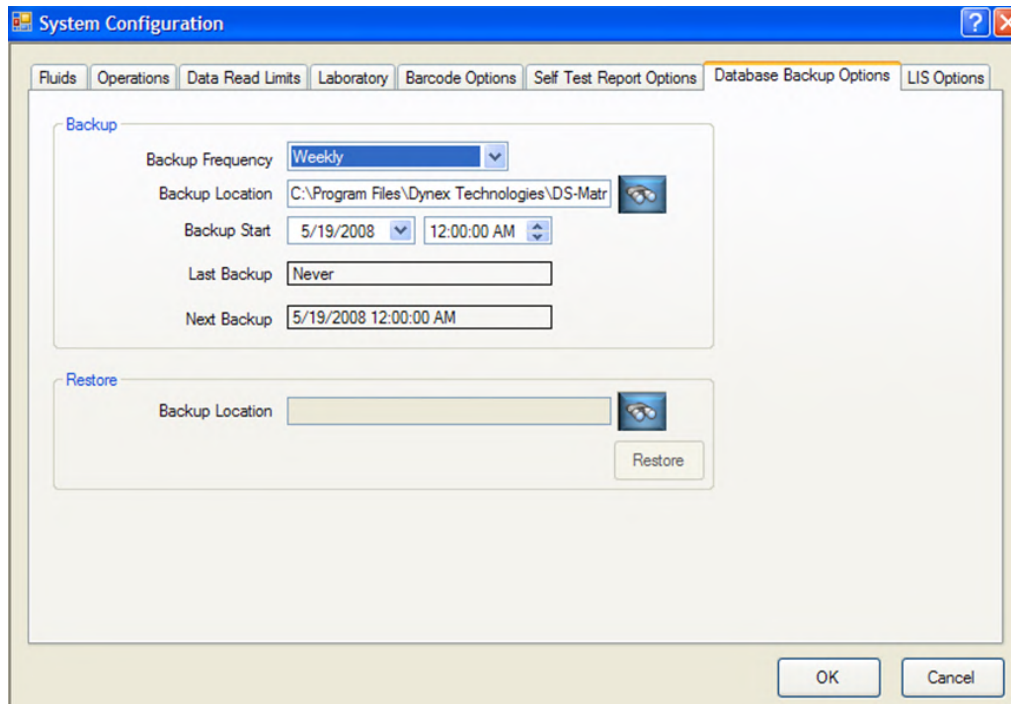 System Configuration
Fluids Operations Data Read Limits Laboratory Barcode Options Self Test Report Options Database Backup Options LIS Options
Backup
Backup Frequency Weekly
Backup Location C:\Program Files\Dynex Technologies\DS-Matr
Backup Start 5/19/2008 12:00:00 AM
Last Backup Never
Next Backup 5/19/2008 12:00:00 AM
Restore
Backup Location
Restore
OK Cancel